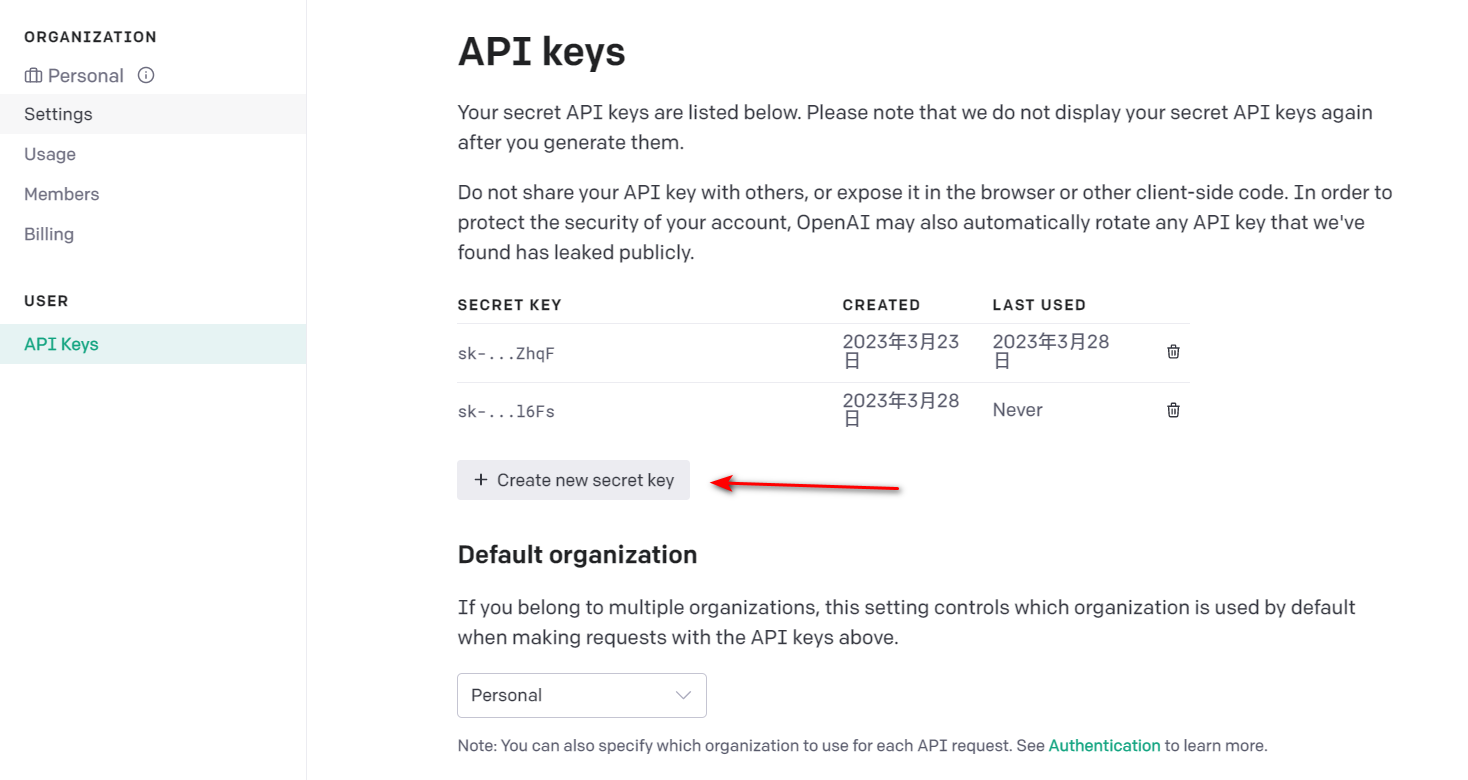 ORGANIZATION
Personal
Settings
Usage
Members
Billing
USER
API Keys
API keys
Your secret API keys are listed below. Please note that we do not display your secret API keys again
after you generate them.
Do not share your API key with others, or expose it in the browser or other client-side code. In order to
protect the security of your account, OpenAI may also automatically rotate any API key that we've
found has leaked publicly.
SECRET KEY CREATED LAST USED
sk-...ZhqF 2023年3月23日 2023年3月28日
sk-...l6Fs 2023年3月28日 Never
+ Create new secret key
Default organization
If you belong to multiple organizations, this setting controls which organization is used by default
when making requests with the API keys above.
Personal
Note: You can also specify which organization to use for each API request. See Authentication to learn more.